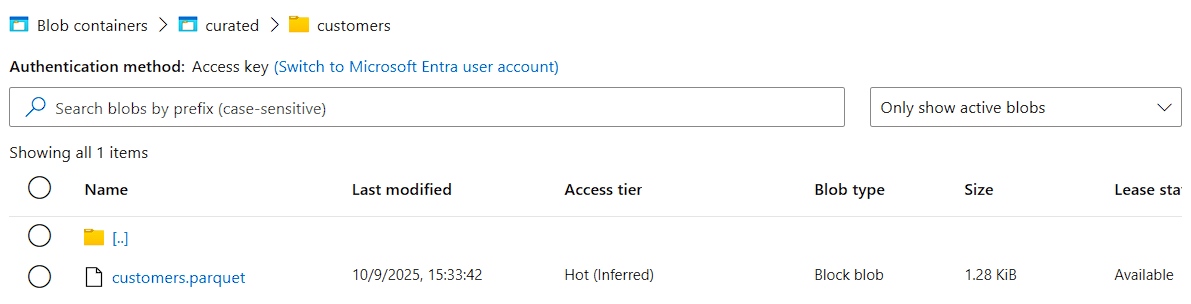 Blob containers > curated > customers
Authentication method: Access key (Switch to Microsoft Entra user account)
Search blobs by prefix (case-sensitive) Only show active blobs
Showing all 1 items
Name Last modified Access tier Blob type Size Lease sta
[..]
customers.parquet 10/9/2025, 15:33:42 Hot (Inferred) Block blob 1.28 KiB Available